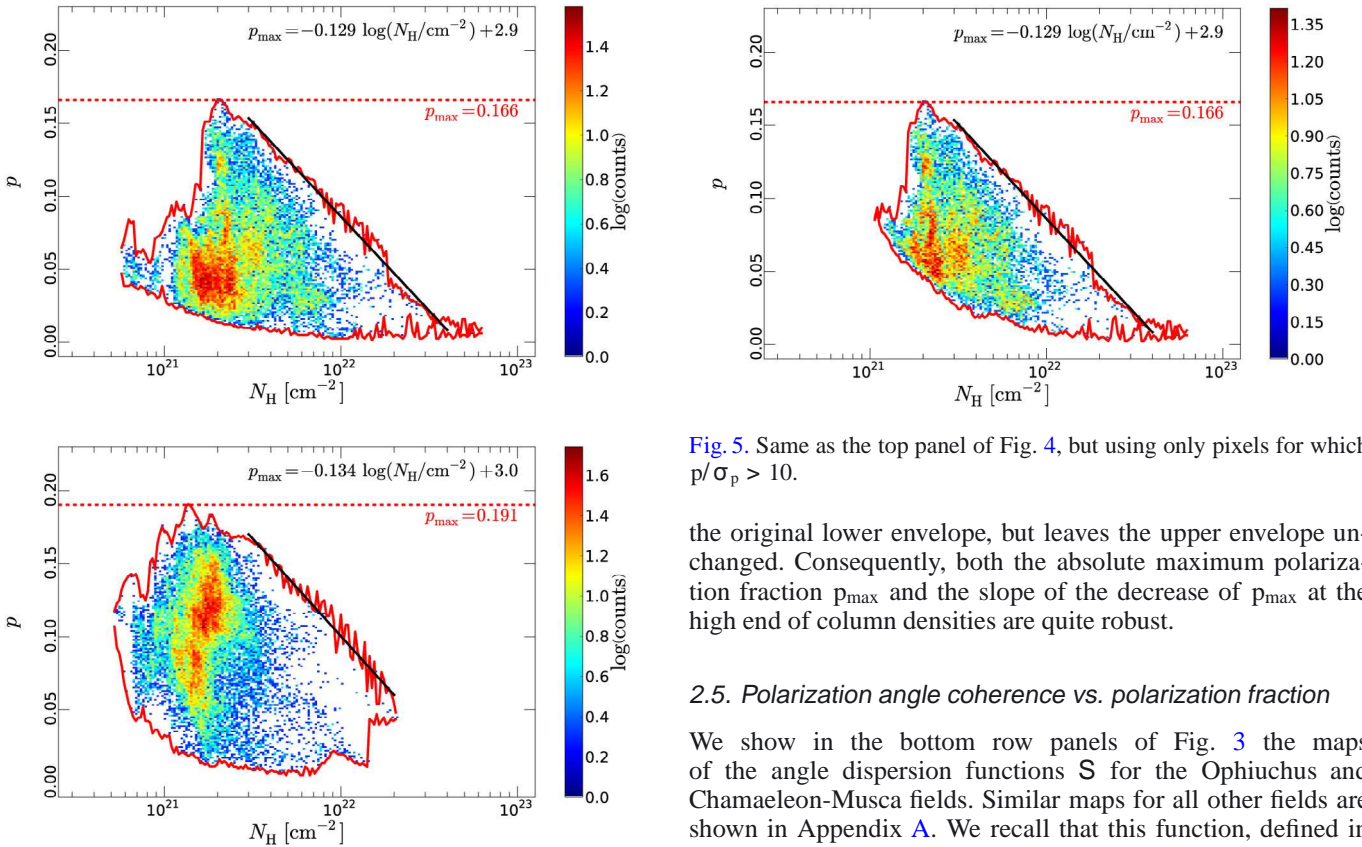 p_max = −0.129 log(N_H/cm^−2) + 2.9
p_max = 0.166
0.20
0.15
0.10
0.05
0.00
p
10^21
10^22
10^23
N_H [cm^−2]
1.4
1.2
1.0
0.8
0.6
0.4
0.2
0.0
log(counts)
p_max = −0.134 log(N_H/cm^−2) + 3.0
p_max = 0.191
0.20
0.15
0.10
0.05
0.00
p
10^21
10^22
10^23
N_H [cm^−2]
1.6
1.4
1.2
1.0
0.8
0.6
0.4
0.2
0.0
log(counts)
p_max = −0.129 log(N_H/cm^−2) + 2.9
p_max = 0.166
0.20
0.15
0.10
0.05
0.00
p
10^21
10^22
10^23
N_H [cm^−2]
1.35
1.20
1.05
0.90
0.75
0.60
0.45
0.30
0.15
0.00
log(counts)
Fig. 5. Same as the top panel of Fig. 4, but using only pixels for which
p/σ_p > 10.
the original lower envelope, but leaves the upper envelope un-
changed. Consequently, both the absolute maximum polariza-
tion fraction p_max and the slope of the decrease of p_max at the
high end of column densities are quite robust.
2.5. Polarization angle coherence vs. polarization fraction
We show in the bottom row panels of Fig. 3 the maps
of the angle dispersion functions S for the Ophiuchus and
Chamaeleon-Musca fields. Similar maps for all other fields are
shown in Appendix A. We recall that this function, defined in